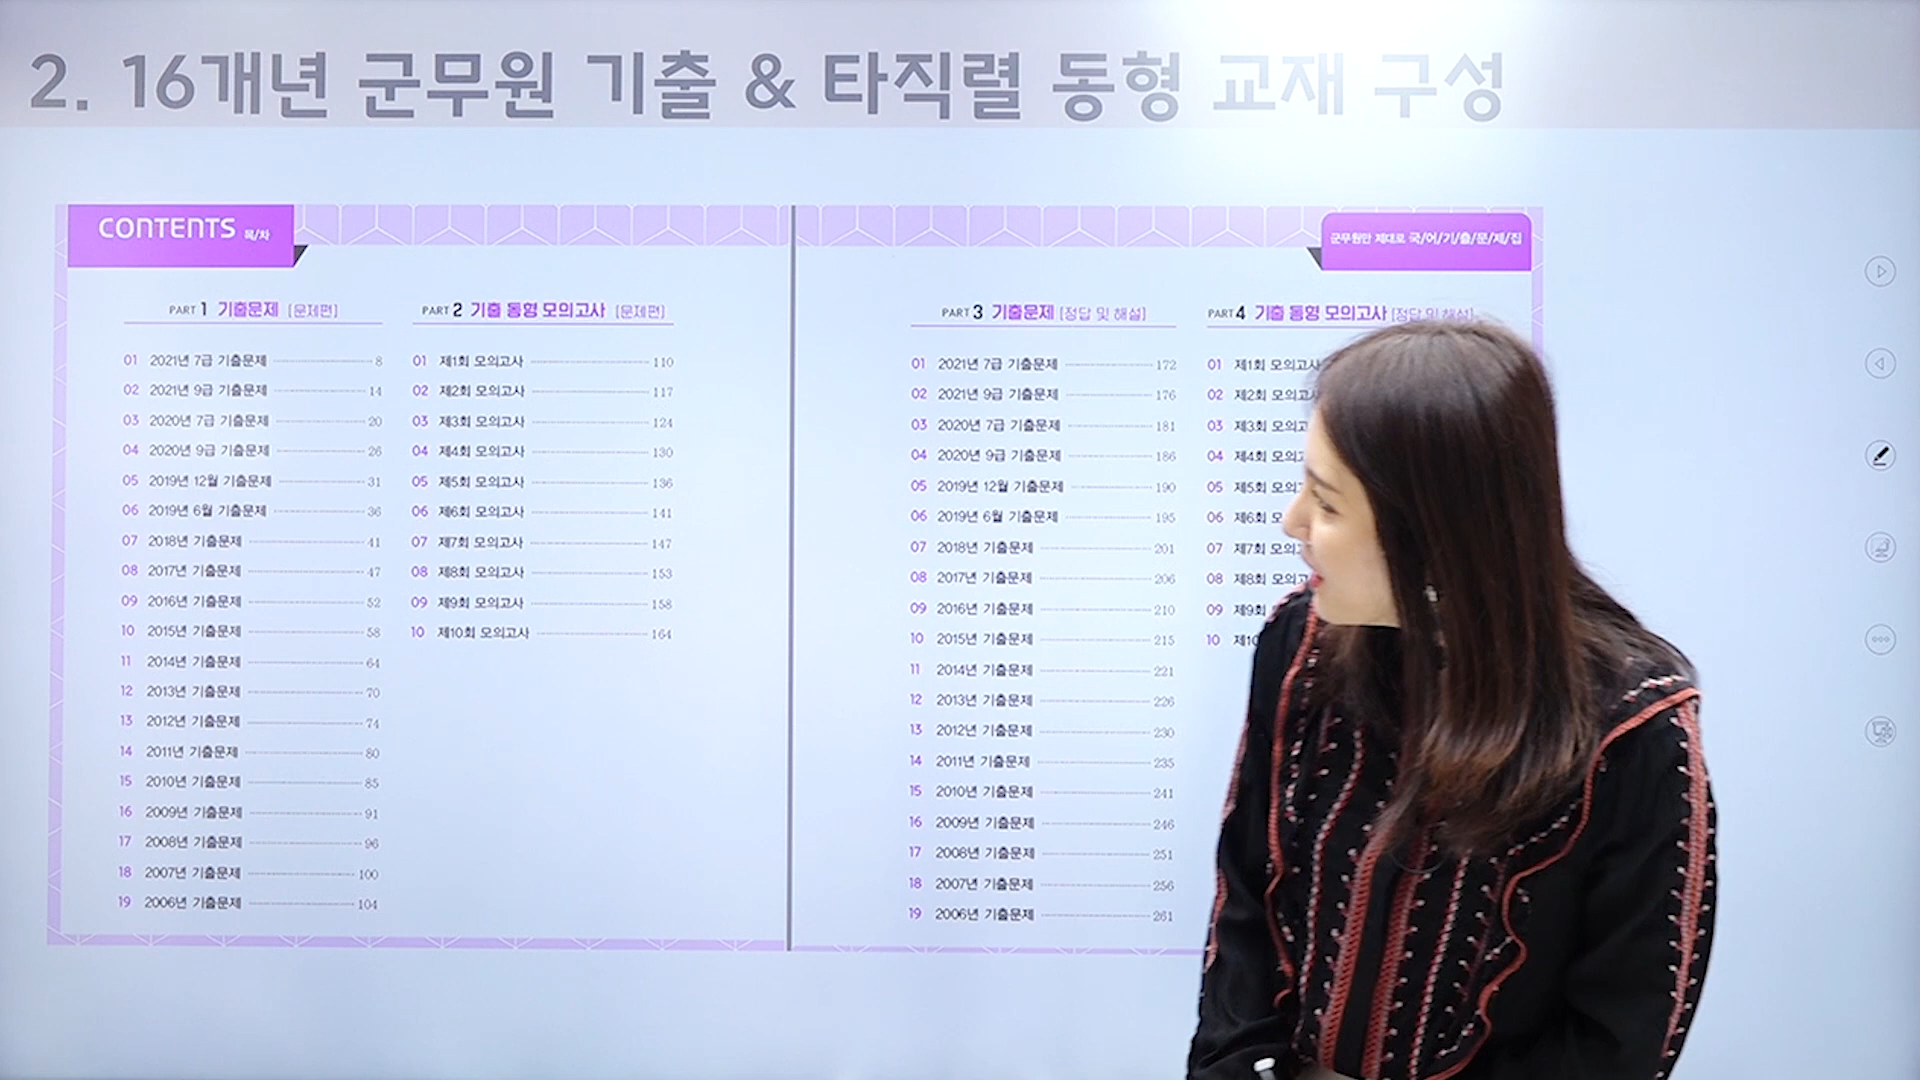 2. 16개년 군무원 기출 & 타직렬 동형 교재 구성
CONTENTS 목/차
군무원만 제대로 국/어/기/출/문/제/집
PART 1 기출문제 [문제편]
01 2021년 7급 기출문제 8
02 2021년 9급 기출문제 14
03 2020년 7급 기출문제 20
04 2020년 9급 기출문제 26
05 2019년 12월 기출문제 31
06 2019년 6월 기출문제 36
07 2018년 기출문제 41
08 2017년 기출문제 47
09 2016년 기출문제 52
10 2015년 기출문제 58
11 2014년 기출문제 64
12 2013년 기출문제 70
13 2012년 기출문제 74
14 2011년 기출문제 80
15 2010년 기출문제 85
16 2009년 기출문제 91
17 2008년 기출문제 96
18 2007년 기출문제 100
19 2006년 기출문제 104
PART 2 기출 동형 모의고사 [문제편]
01 제1회 모의고사 110
02 제2회 모의고사 117
03 제3회 모의고사 124
04 제4회 모의고사 130
05 제5회 모의고사 136
06 제6회 모의고사 141
07 제7회 모의고사 147
08 제8회 모의고사 153
09 제9회 모의고사 158
10 제10회 모의고사 164
PART 3 기출문제 [정답 및 해설]
01 2021년 7급 기출문제 172
02 2021년 9급 기출문제 176
03 2020년 7급 기출문제 181
04 2020년 9급 기출문제 186
05 2019년 12월 기출문제 190
06 2019년 6월 기출문제 195
07 2018년 기출문제 201
08 2017년 기출문제 206
09 2016년 기출문제 210
10 2015년 기출문제 215
11 2014년 기출문제 221
12 2013년 기출문제 226
13 2012년 기출문제 230
14 2011년 기출문제 235
15 2010년 기출문제 241
16 2009년 기출문제 246
17 2008년 기출문제 251
18 2007년 기출문제 256
19 2006년 기출문제 261
PART 4 기출 동형 모의고사 [정답 및 해설]
01 제1회 모의고사
02 제2회 모의고사
03 제3회 모의고
04 제4회 모의
05 제5회 모의
06 제6회 모
07 제7회 모의
08 제8회 모의
09 제9회
10 제10